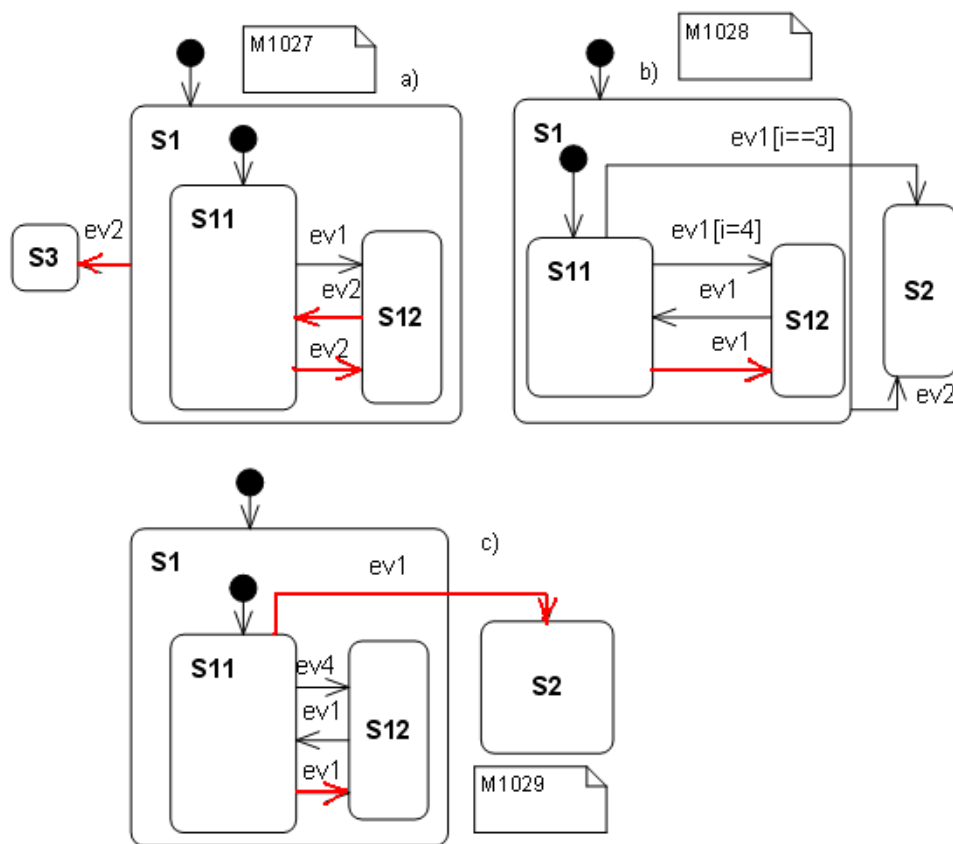 M1027
a)
S1
S11
ev1
ev2
S12
ev2
S3
ev2
M1028
b)
S1
ev1[i==3]
S11
ev1[i=4]
ev1
S12
ev1
S2
ev2
c)
S1
ev1
S11
ev4
ev1
S12
ev1
S2
M1029